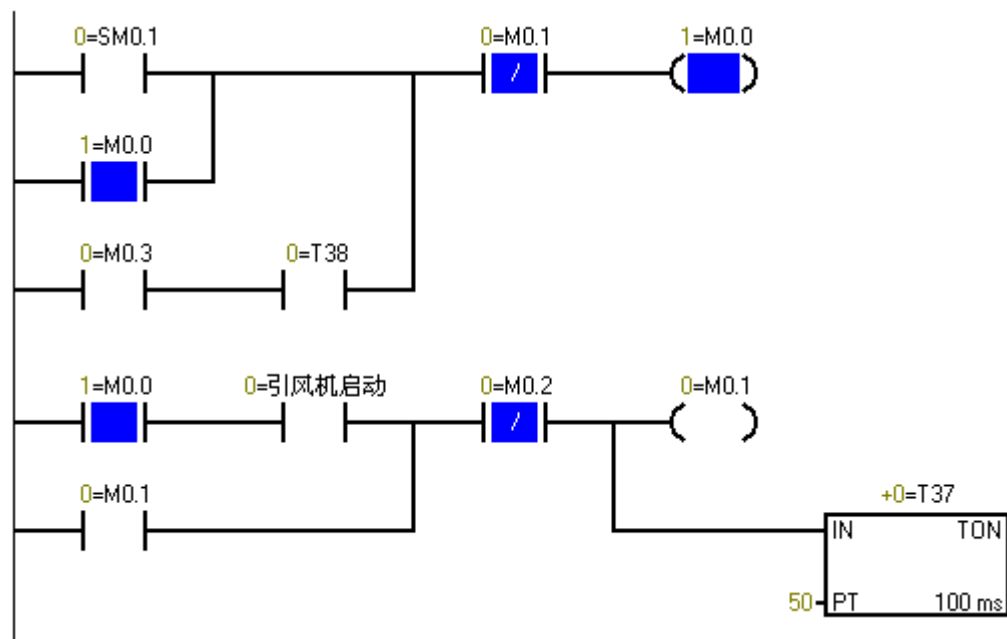 0=SM0.1 0=M0.1 1=M0.0
/
1=M0.0
0=M0.3 0=T38
1=M0.0 0=引风机启动 0=M0.2 0=M0.1
/
0=M0.1 +0=T37
IN TON
50 PT 100 ms